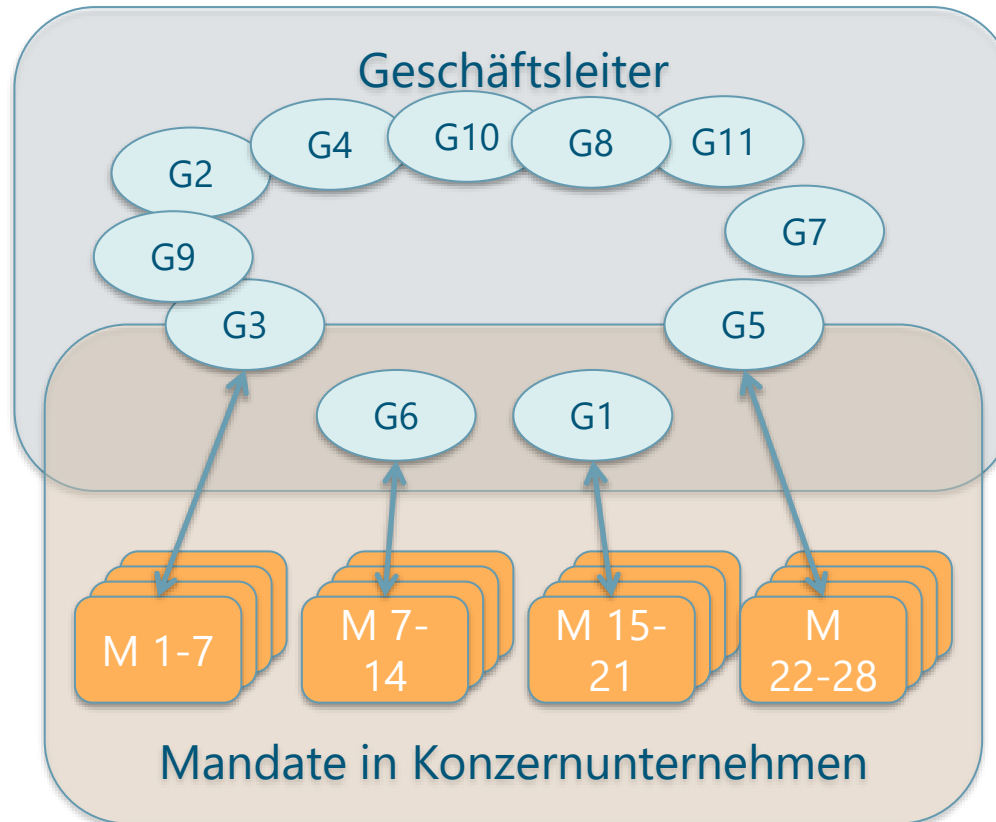 Geschäftsleiter
G4
G10
G8
G11
G2
G7
G9
G3
G5
G6
G1
M 1-7
M 7-
14
M 15-
21
M
22-28
Mandate in Konzernunternehmen